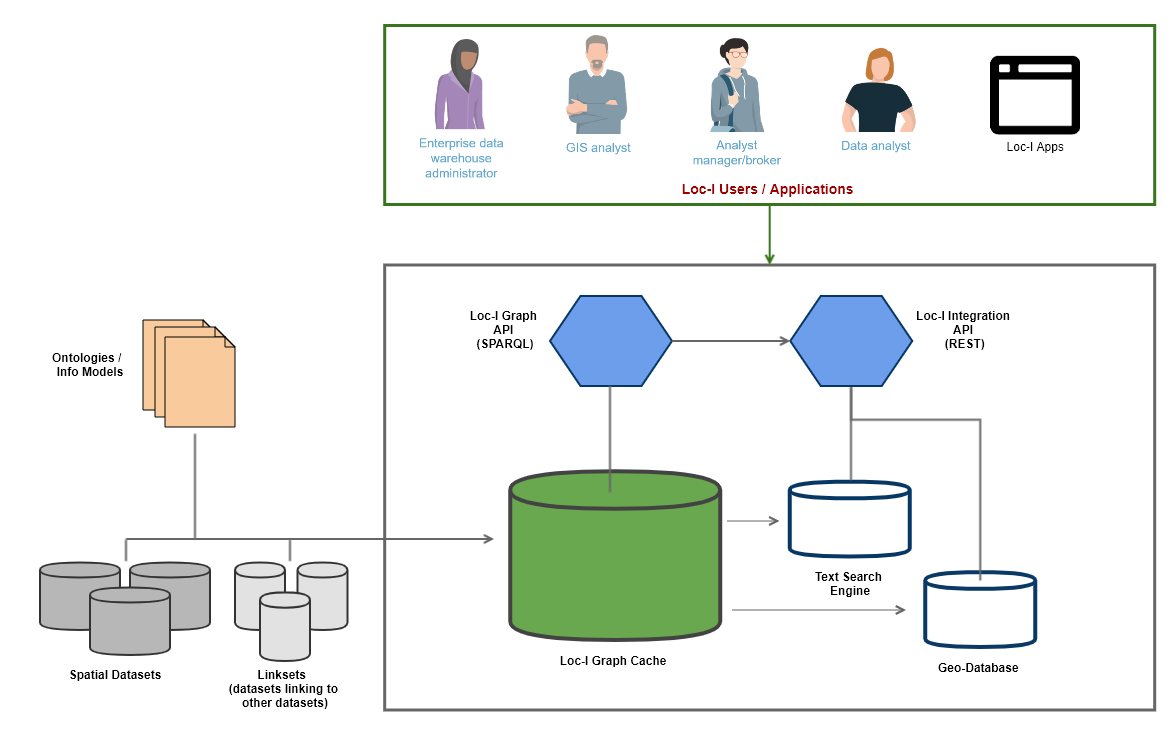 Enterprise data
warehouse
administrator
GIS analyst
Analyst
manager/broker
Data analyst
Loc-I Apps
Loc-I Users / Applications
Loc-I Graph
API
(SPARQL)
Loc-I Integration
API
(REST)
Ontologies /
Info Models
Text Search
Engine
Loc-I Graph Cache
Geo-Database
Spatial Datasets
Linksets
(datasets linking to
other datasets)